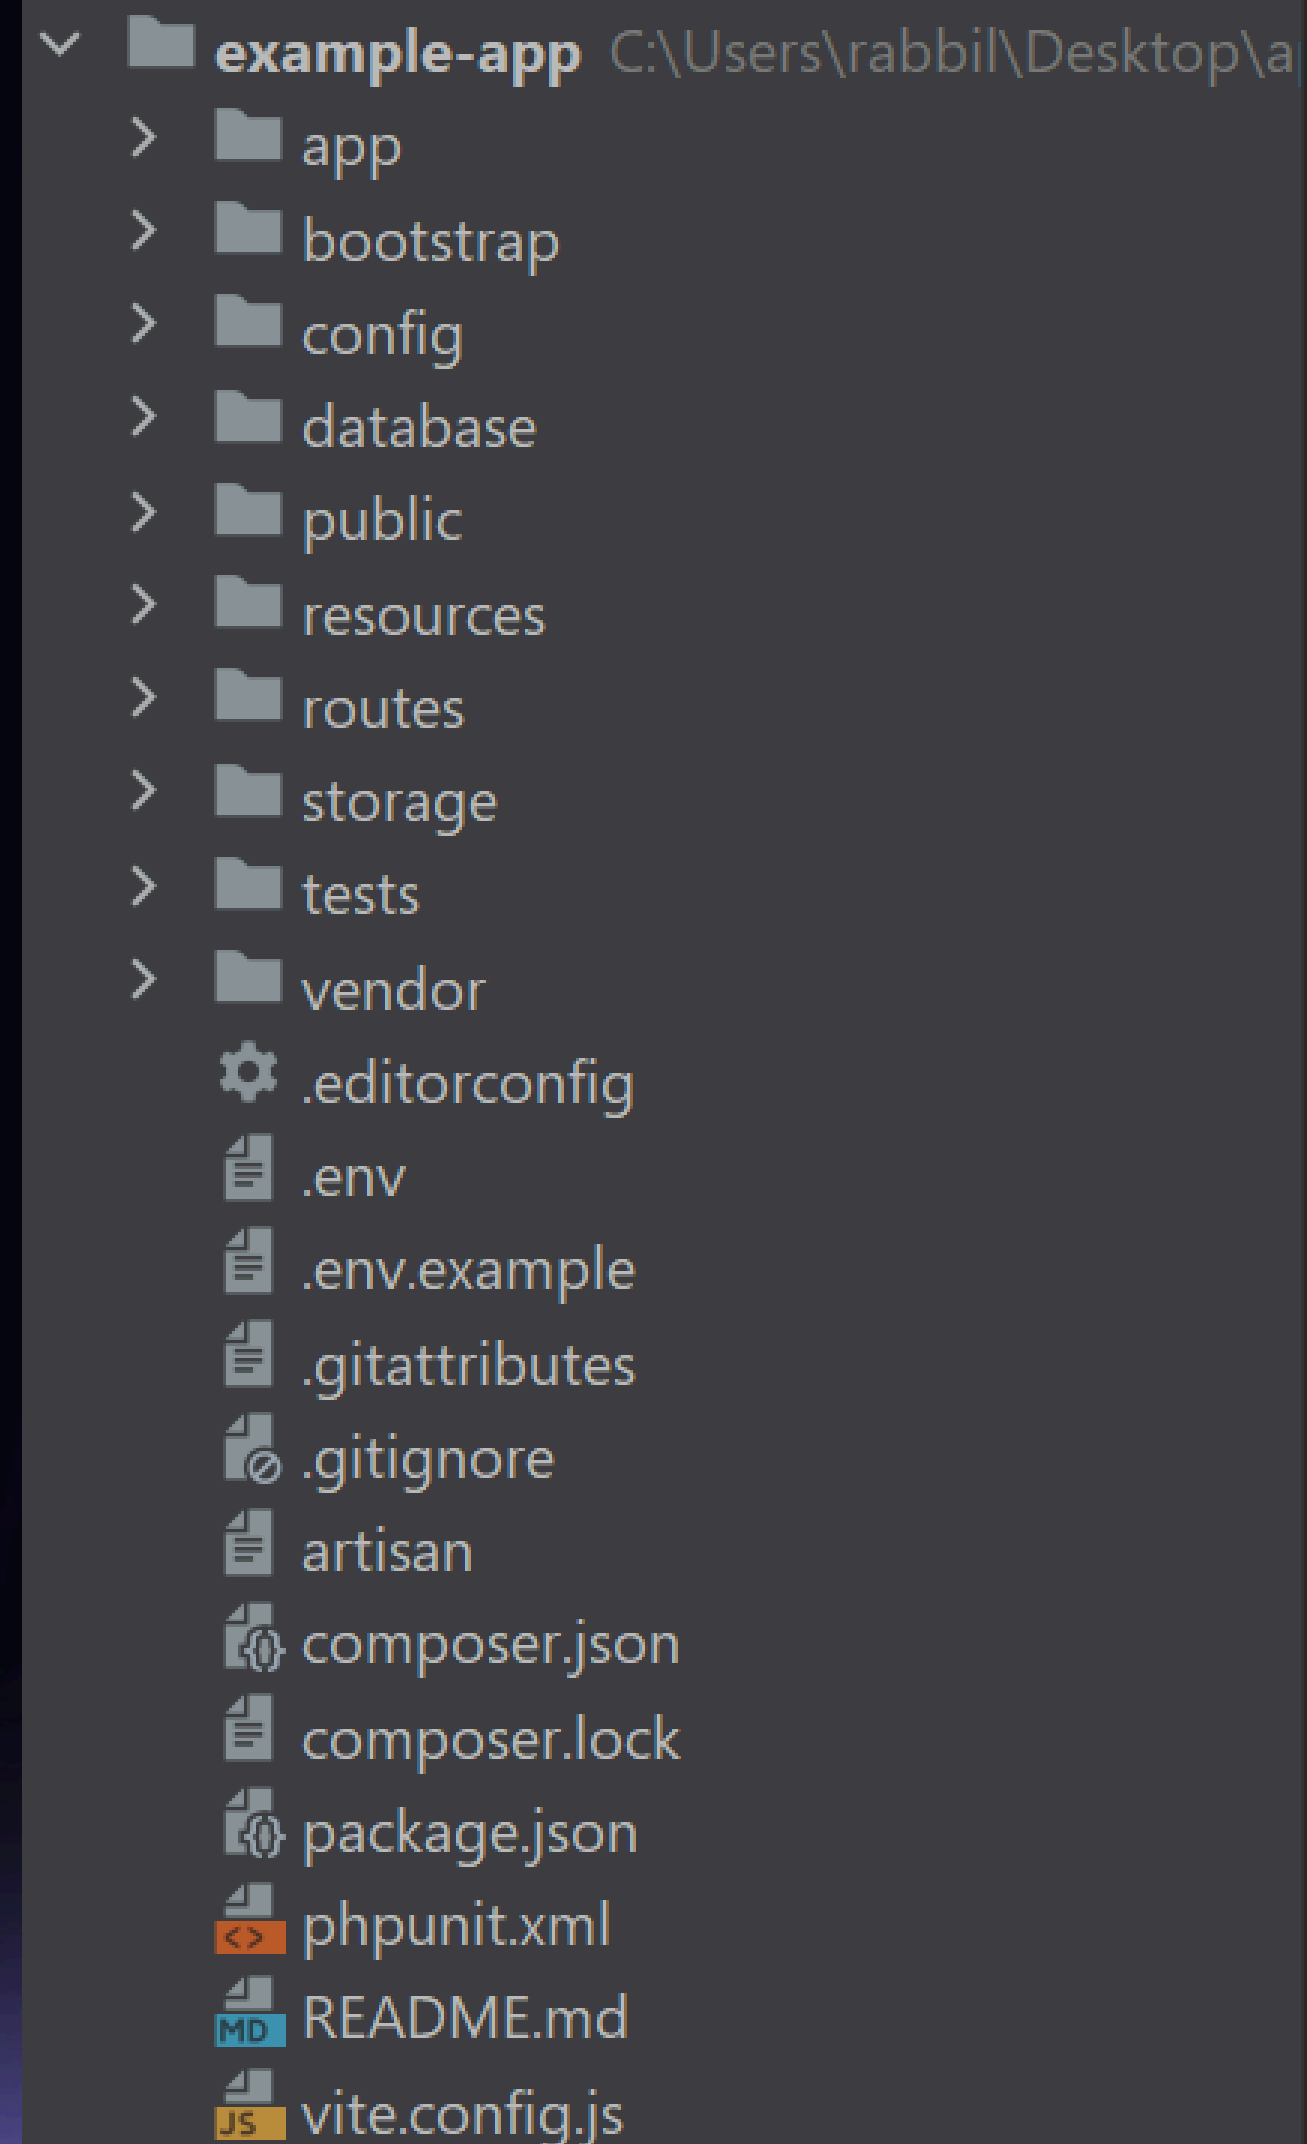 example-app C:\Users\rabbil\Desktop\a
app
bootstrap
config
database
public
resources
routes
storage
tests
vendor
.editorconfig
.env
.env.example
.gitattributes
.gitignore
artisan
composer.json
composer.lock
package.json
phpunit.xml
README.md
vite.config.js